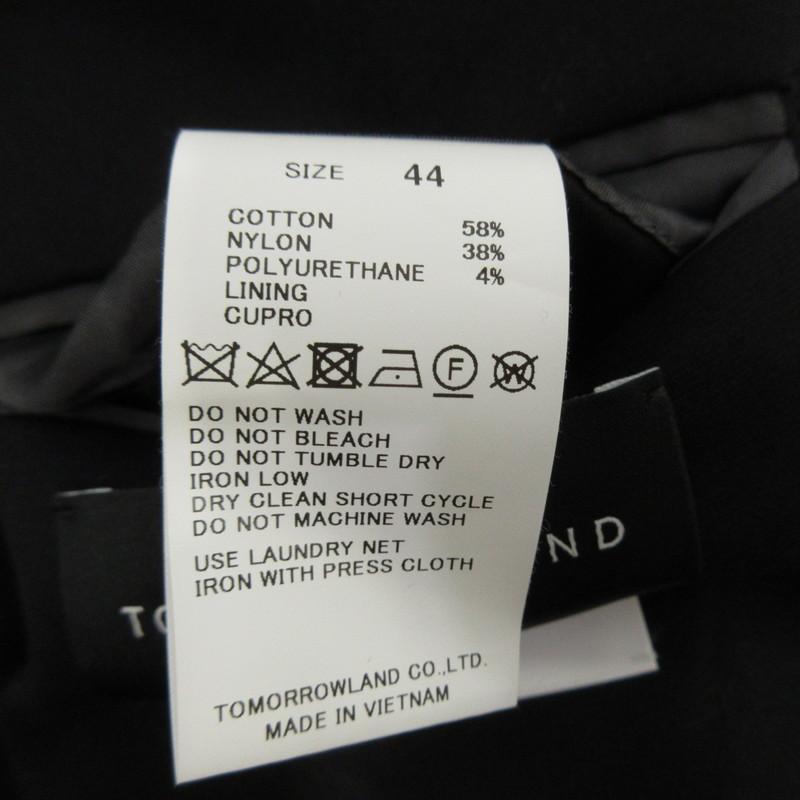 SIZE 44
COTTON 58%
NYLON 38%
POLYURETHANE 4%
LINING
CUPRO
F W
DO NOT WASH
DO NOT BLEACH
DO NOT TUMBLE DRY
IRON LOW
DRY CLEAN SHORT CYCLE
DO NOT MACHINE WASH
USE LAUNDRY NET
IRON WITH PRESS CLOTH
TOMORROWLAND CO.,LTD.
MADE IN VIETNAM